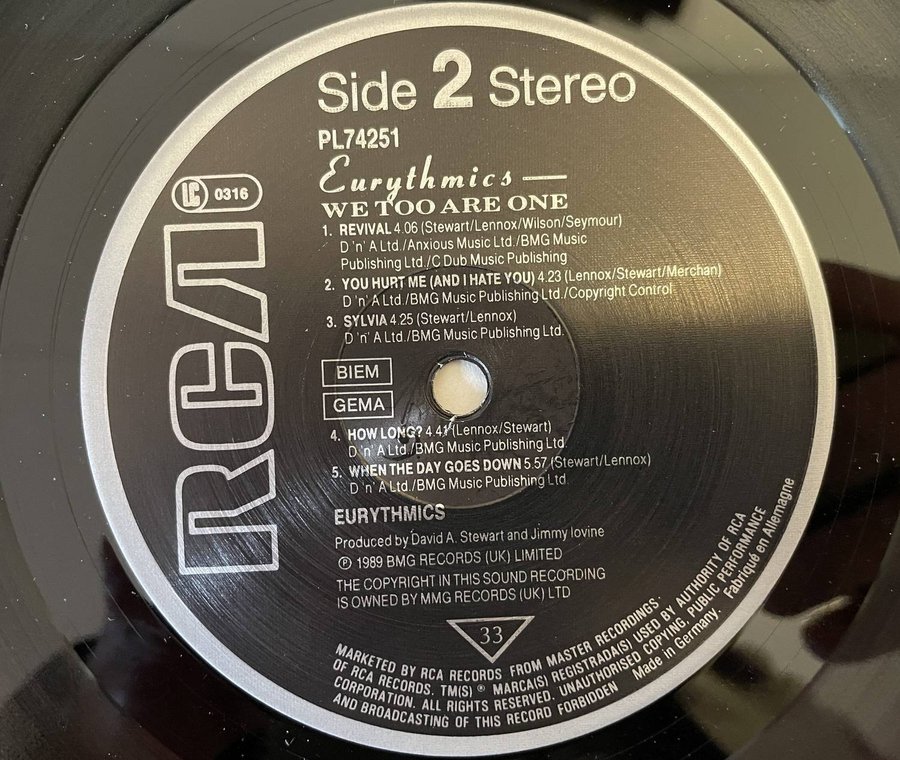 Side 2 Stereo
PL74251
Eurythmics
WE TOO ARE ONE
LC 0316
RCA
1. REVIVAL 4.06 (Stewart/Lennox/Wilson/Seymour)
D 'n' A Ltd./Anxious Music Ltd./BMG Music
Publishing Ltd./C Dub Music Publishing
2. YOU HURT ME (AND I HATE YOU) 4.23 (Lennox/Stewart/Merchan)
D 'n' A Ltd./BMG Music Publishing Ltd./Copyright Control
3. SYLVIA 4.25 (Stewart/Lennox)
D 'n' A Ltd./BMG Music Publishing Ltd.
BIEM
GEMA
4. HOW LONG? 4.41 (Lennox/Stewart)
D 'n' A Ltd./BMG Music Publishing Ltd.
5. WHEN THE DAY GOES DOWN 5.57 (Stewart/Lennox)
D 'n' A Ltd./BMG Music Publishing Ltd.
EURYTHMICS
Produced by David A. Stewart and Jimmy Iovine
℗ 1989 BMG RECORDS (UK) LIMITED
THE COPYRIGHT IN THIS SOUND RECORDING
IS OWNED BY MMG RECORDS (UK) LTD
33
MARKETED BY RCA RECORDS FROM MASTER RECORDINGS.
OF RCA RECORDS. TM(S) ® MARCA(S) REGISTRADA(S) USED BY AUTHORITY OF RCA
CORPORATION. ALL RIGHTS RESERVED. UNAUTHORISED COPYING, PUBLIC PERFORMANCE
AND BROADCASTING OF THIS RECORD FORBIDDEN Made in Germany. Fabriqué en Allemagne